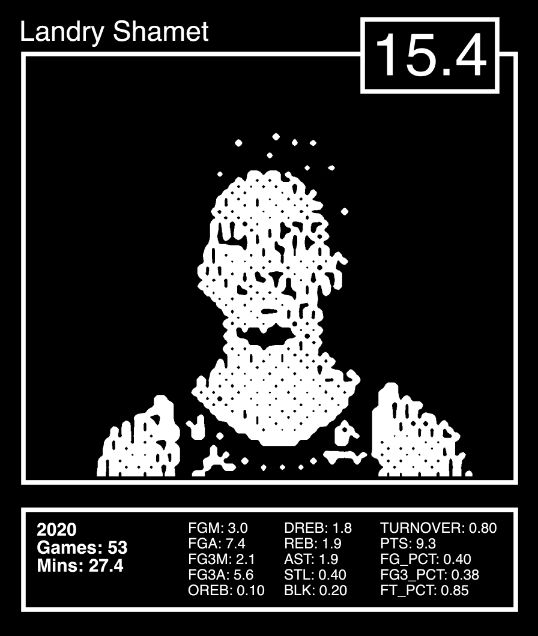 Landry Shamet
15.4
2020
Games: 53
Mins: 27.4
FGM: 3.0
FGA: 7.4
FG3M: 2.1
FG3A: 5.6
OREB: 0.10
DREB: 1.8
REB: 1.9
AST: 1.9
STL: 0.40
BLK: 0.20
TURNOVER: 0.80
PTS: 9.3
FG_PCT: 0.40
FG3_PCT: 0.38
FT_PCT: 0.85